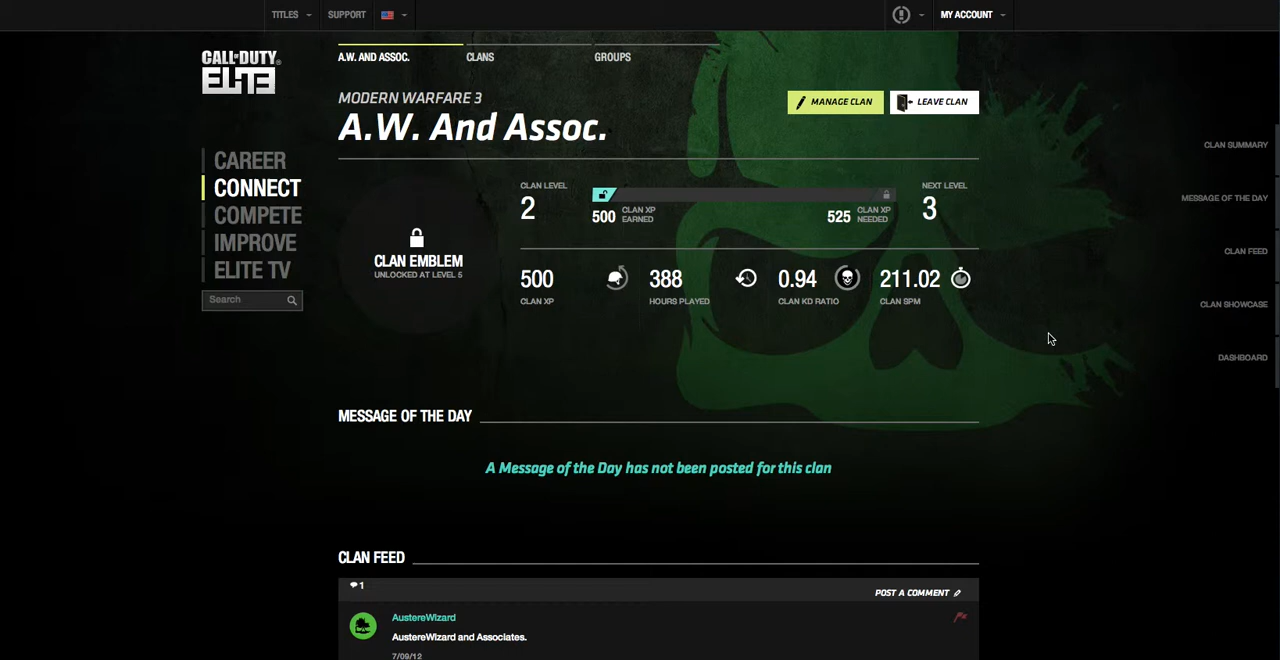 TITLES
SUPPORT
MY ACCOUNT
CALL OF DUTY®
ELITE
A.W. AND ASSOC.
CLANS
GROUPS
MODERN WARFARE 3
A.W. And Assoc.
MANAGE CLAN
LEAVE CLAN
CAREER
CONNECT
COMPETE
IMPROVE
ELITE TV
Search
CLAN EMBLEM
UNLOCKED AT LEVEL 5
CLAN LEVEL
2
500 CLAN XP
EARNED
525 CLAN XP
NEEDED
NEXT LEVEL
3
500
CLAN XP
388
HOURS PLAYED
0.94
CLAN KD RATIO
211.02
CLAN SPM
CLAN SUMMARY
MESSAGE OF THE DAY
CLAN FEED
CLAN SHOWCASE
DASHBOARD
MESSAGE OF THE DAY
A Message of the Day has not been posted for this clan
CLAN FEED
1
POST A COMMENT
AustereWizard
AustereWizard and Associates.
7/09/12